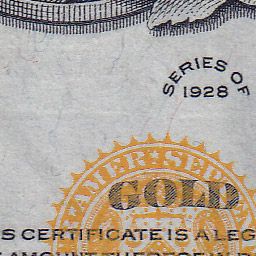 SERIES OF
1928
GOLD
S CERTIFICATE IS A LEG